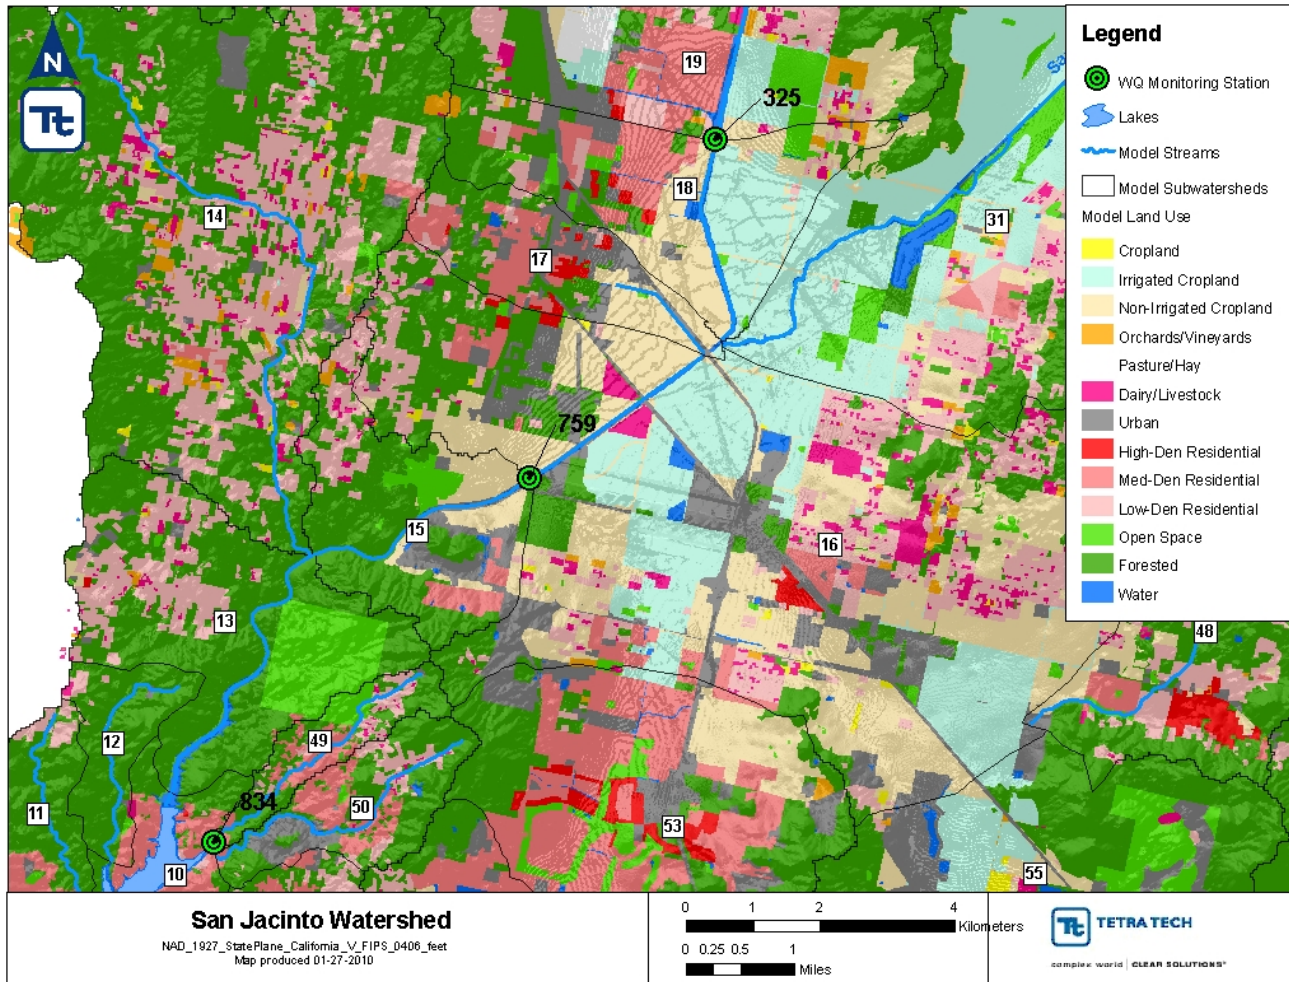 N
Tt
19
325
14
18
31
17
759
15
16
13
48
12
49
834
50
11
10
53
55
Sa
Legend
WQ Monitoring Station
Lakes
Model Streams
Model Subwatersheds
Model Land Use
Cropland
Irrigated Cropland
Non-Irrigated Cropland
Orchards/Vineyards
Pasture/Hay
Dairy/Livestock
Urban
High-Den Residential
Med-Den Residential
Low-Den Residential
Open Space
Forested
Water
San Jacinto Watershed
NAD_1927_StatePlane_California_V_FIPS_0406_feet
Map produced 01-27-2010
0 1 2 4
Kilometers
0 0.25 0.5 1
Miles
Tt TETRA TECH
complex world | CLEAR SOLUTIONS™